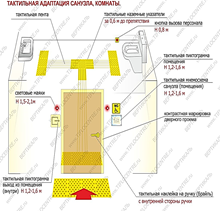 ТАКТИЛЬНАЯ АДАПТАЦИЯ САНУЗЛА, КОМНАТЫ.
тактильная лента
тактильные наземные указатели
за 0,6 м до препятствия
кнопка вызова персонала
Н 0,8 м
тактильная пиктограмма
помещения
Н 1,2-1,6 м
световые маяки
Н 1,5-2,1м
тактильная мнемосхема
санузла (помещения)
Н 1,2-1,6 м
контрастная маркировка
дверного проема
тактильная пиктограмма
выход из помещения
(внутри) Н 1,2-1,6 м
тактильная наклейка на ручку (Брайль)
с внутренней стороны ручки